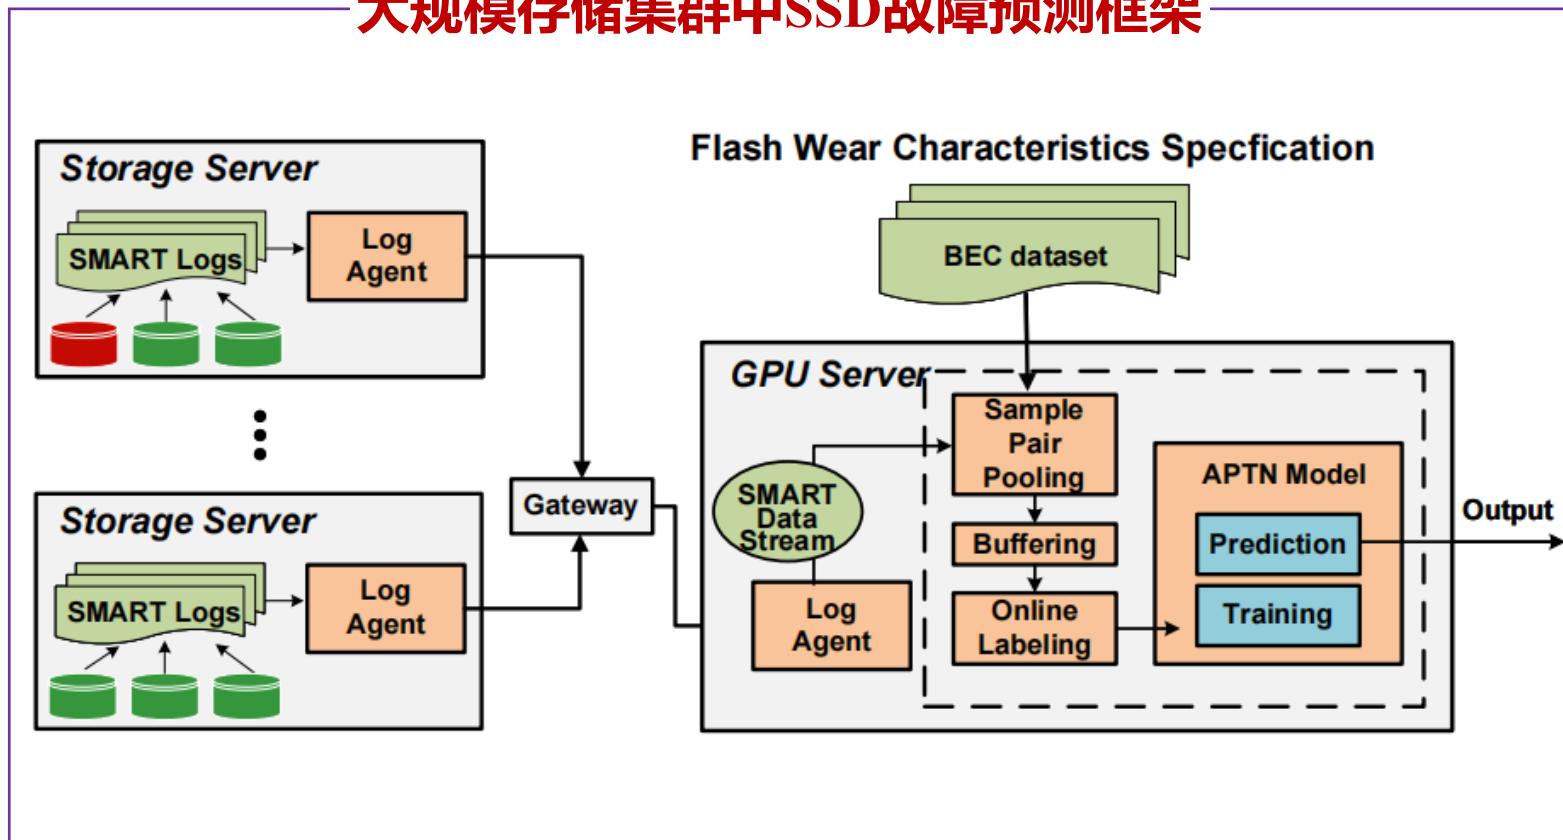 大规模存储集群中SSD故障预测框架
Storage Server
SMART Logs
Log
Agent
Storage Server
SMART Logs
Log
Agent
Gateway
Flash Wear Characteristics Specfication
BEC dataset
GPU Server
SMART
Data
Stream
Log
Agent
Sample
Pair
Pooling
Buffering
Online
Labeling
APTN Model
Prediction
Training
Output